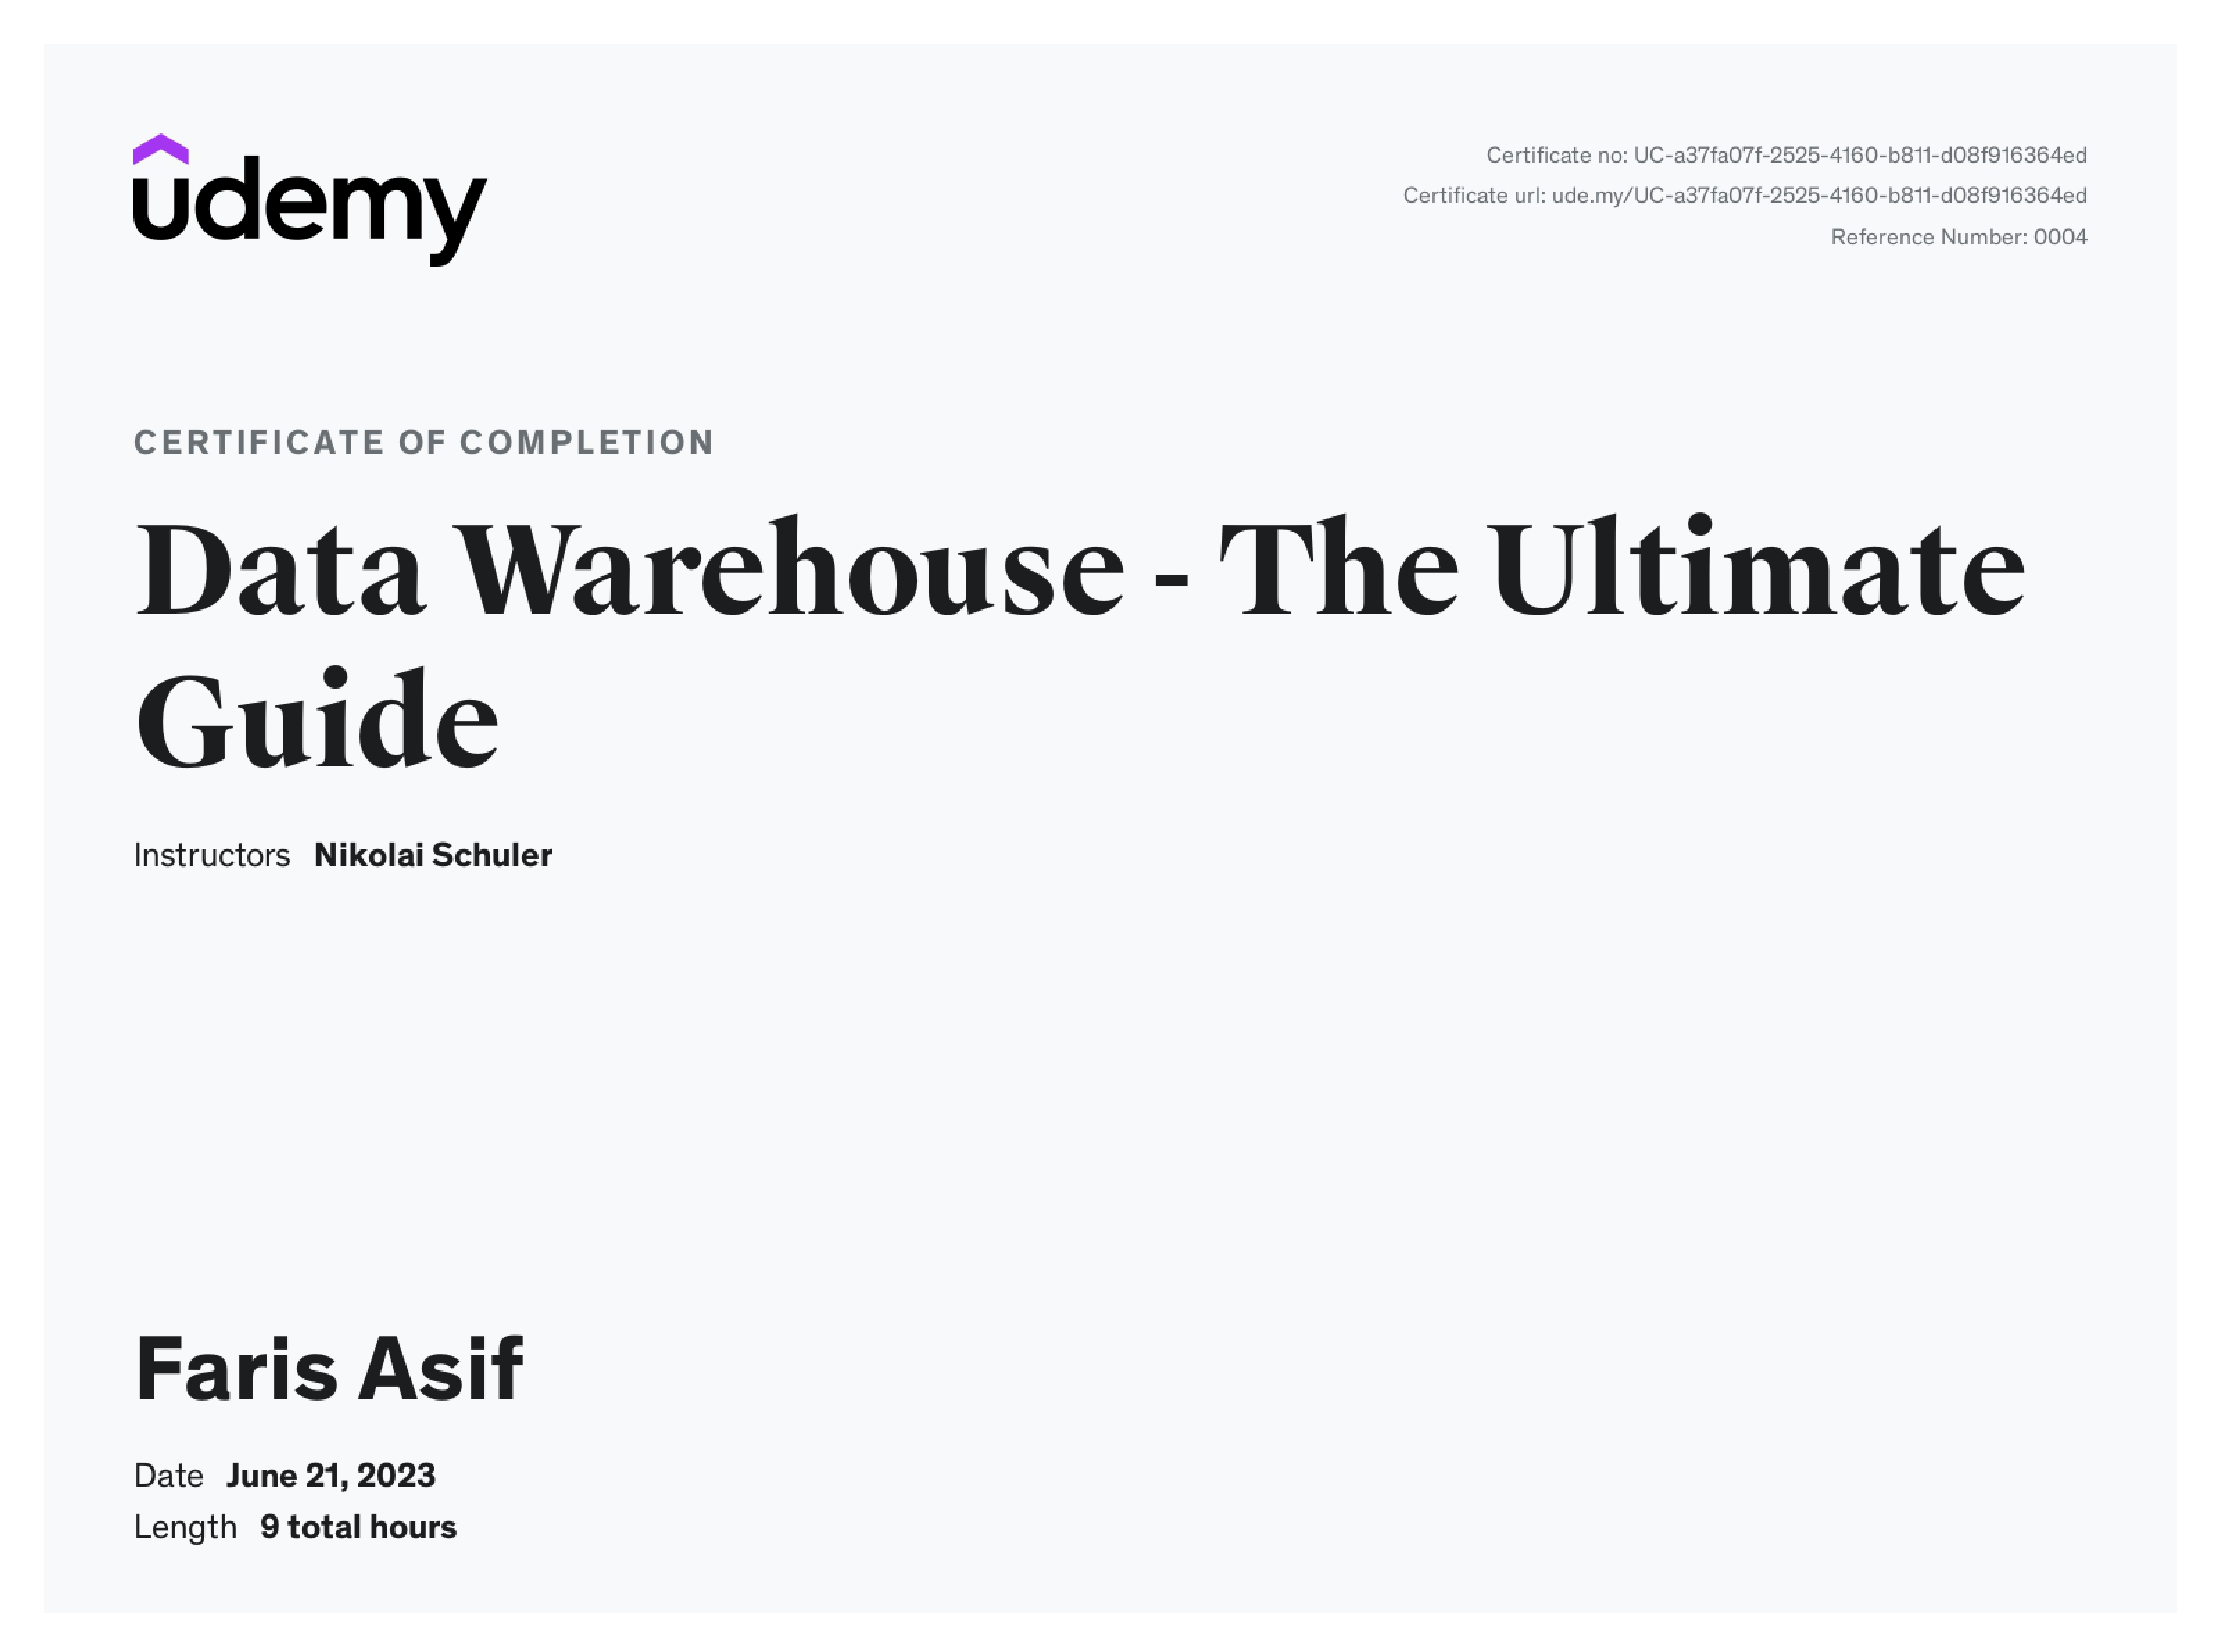 udemy
Certificate no: UC-a37fa07f-2525-4160-b811-d08f916364ed
Certificate url: ude.my/UC-a37fa07f-2525-4160-b811-d08f916364ed
Reference Number: 0004
CERTIFICATE OF COMPLETION
Data Warehouse - The Ultimate
Guide
Instructors Nikolai Schuler
Faris Asif
Date June 21, 2023
Length 9 total hours